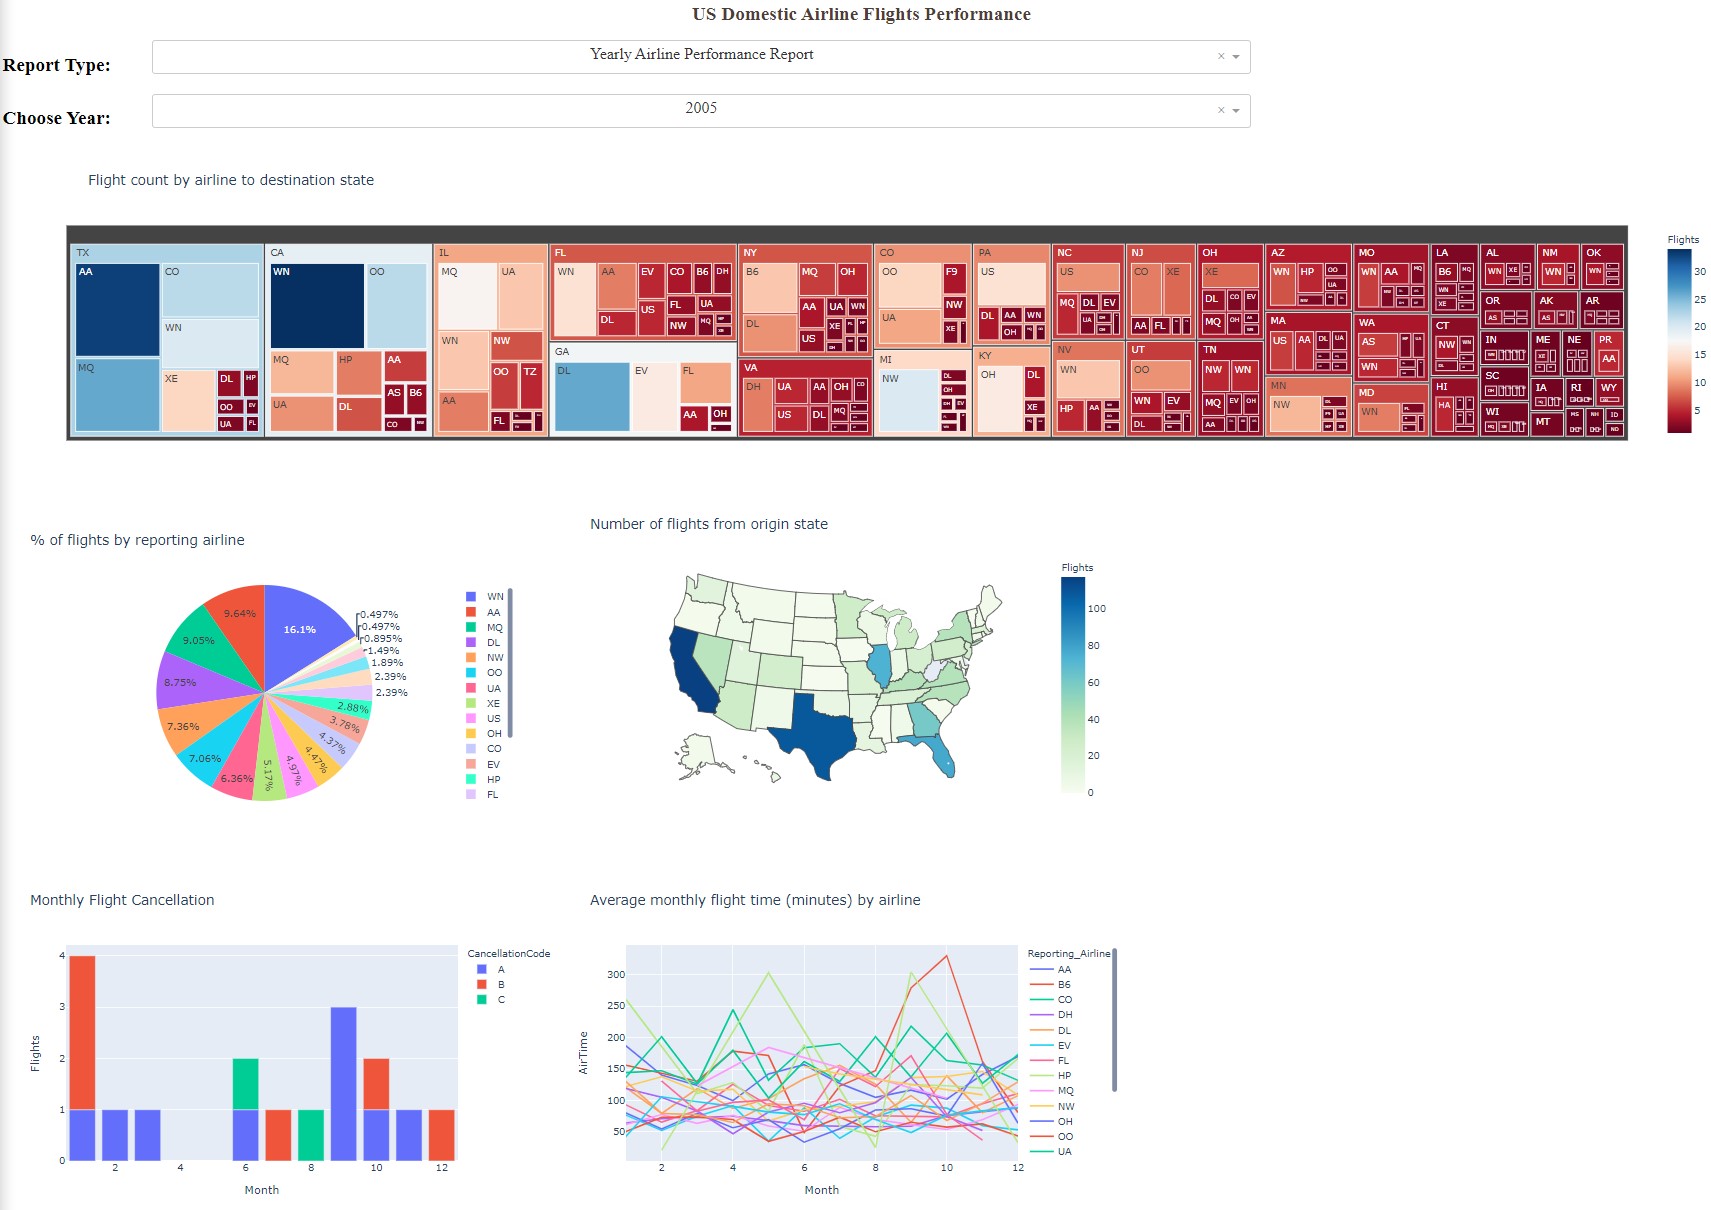 US Domestic Airline Flights Performance
Report Type:
Yearly Airline Performance Report
× 
Choose Year:
2005
×
Flight count by airline to destination state
TX
AA
CO
WN
MQ
XE
DL
HP
OO
EV
UA
FL
CA
WN
OO
MQ
HP
AA
UA
DL
AS
B6
CO
IL
MQ
UA
WN
NW
OO
TZ
AA
FL
FL
WN
AA
EV
CO
B6
DH
FL
UA
DL
US
NW
MQ
GA
DL
EV
FL
AA
OH
NY
B6
MQ
OH
AA
UA
WN
DL
US
XE
VA
DH
UA
AA
OH
CO
US
DL
MQ
CO
OO
F9
UA
NW
XE
MI
NW
DL
OH
DH
EV
WN
PA
US
DL
AA
WN
OH
KY
OH
DL
XE
NC
US
MQ
DL
EV
UA
NV
WN
HP
AA
NJ
CO
XE
AA
FL
UT
OO
WN
EV
DL
OH
XE
DL
CO
EV
MQ
OH
TN
NW
WN
MQ
EV
OH
AA
AZ
WN
HP
OO
UA
MA
US
AA
DL
UA
MN
NW
MO
WN
AA
MQ
WA
AS
WN
MD
WN
LA
B6
MQ
WN
XE
CT
NW
WN
DL
HI
HA
AL
WN
XE
OR
AS
IN
SC
WI
NM
WN
AK
AS
ME
NE
IA
RI
MT
MS
NH
OK
WN
AR
PR
AA
WY
ID
ND
Flights
30
25
20
15
10
5
Number of flights from origin state
% of flights by reporting airline
16.1%
9.64%
9.05%
8.75%
7.36%
7.06%
6.36%
5.17%
4.97%
4.47%
4.37%
3.78%
2.88%
2.39%
2.39%
1.89%
1.49%
0.895%
0.497%
0.497%
WN
AA
MQ
DL
NW
OO
UA
XE
US
OH
CO
EV
HP
FL
Flights
100
80
60
40
20
0
Monthly Flight Cancellation
Flights
4
3
2
1
0
2
4
6
8
10
12
Month
CancellationCode
A
B
C
Average monthly flight time (minutes) by airline
AirTime
300
250
200
150
100
50
2
4
6
8
10
12
Month
Reporting_Airline
AA
B6
CO
DH
DL
EV
FL
HP
MQ
NW
OH
OO
UA